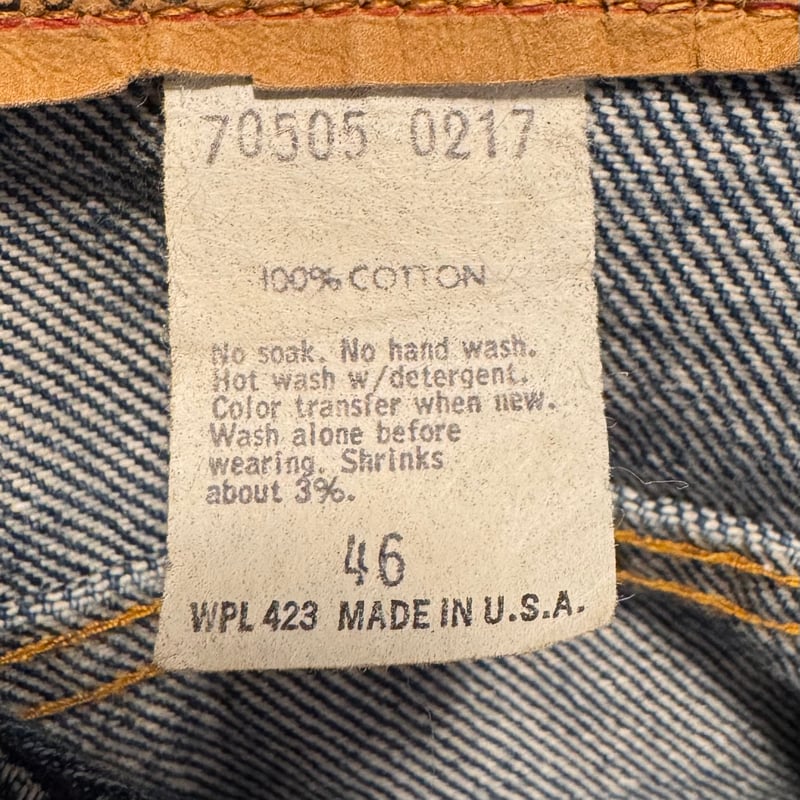 70505 0217
100% COTTON
No soak. No hand wash.
Hot wash w/detergent.
Color transfer when new.
Wash alone before
wearing. Shrinks
about 3%.
46
WPL 423 MADE IN U.S.A.